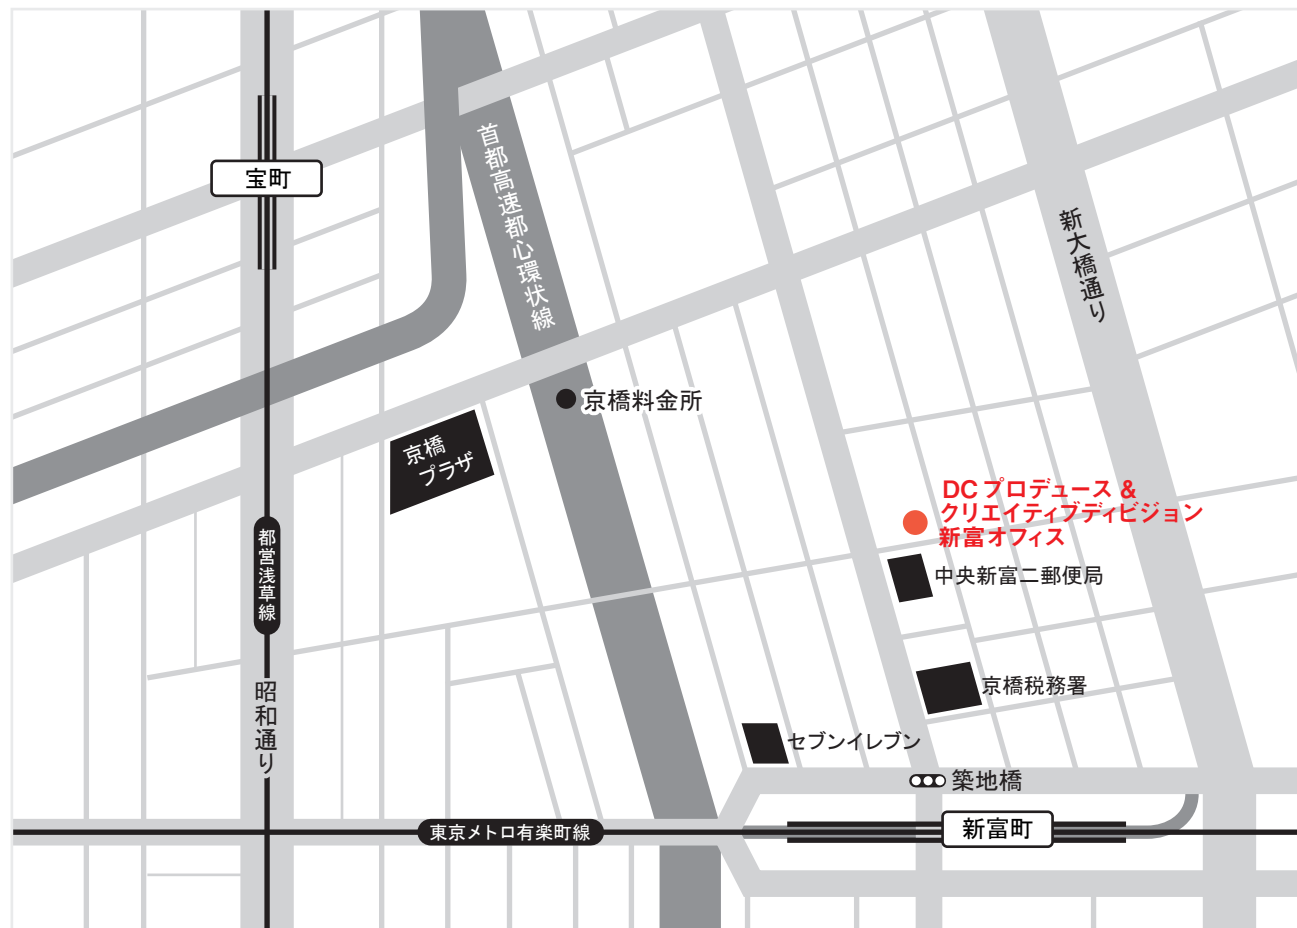 宝町
首都高速都心環状線
新大橋通り
京橋料金所
京橋
プラザ
DC プロデュース &
クリエイティブディビジョン
新富オフィス
都営浅草線
中央新富二郵便局
昭和通り
京橋税務署
セブンイレブン
築地橋
東京メトロ有楽町線
新富町